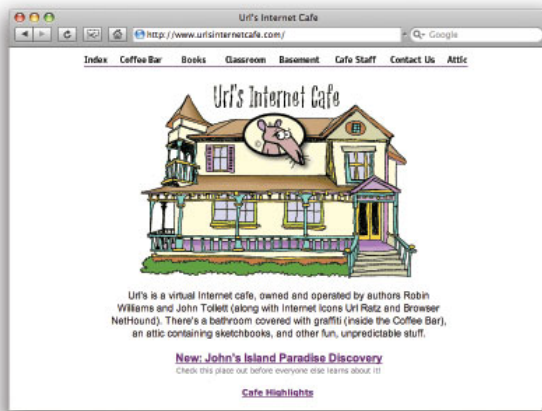 Url's Internet Cafe
http://www.urlsinternetcafe.com/
Google
Index Coffee Bar Books Classroom Basement Cafe Staff Contact Us Attic
Url's Internet Cafe
Url's is a virtual Internet cafe, owned and operated by authors Robin
Williams and John Tollett (along with Internet icons Url Ratz and Browser
NetHound). There's a bathroom covered with graffiti (inside the Coffee Bar),
an attic containing sketchbooks, and other fun, unpredictable stuff.
New: John's Island Paradise Discovery
Check this place out before everyone else learns about it!
Cafe Highlights